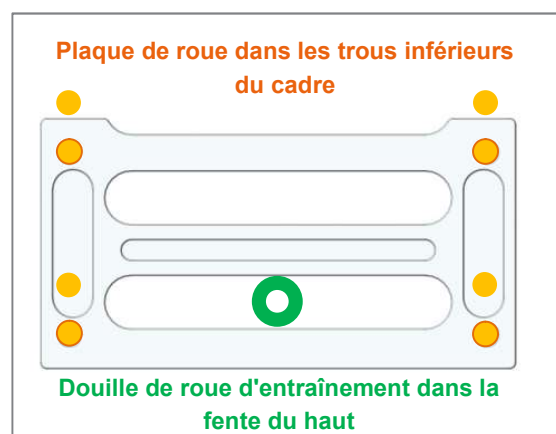 Plaque de roue dans les trous inférieurs
du cadre
Douille de roue d'entraînement dans la
fente du haut